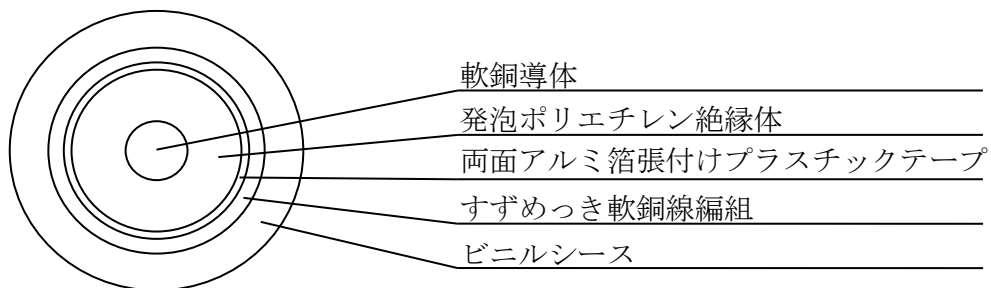 軟銅導体
発泡ポリエチレン絶縁体
両面アルミ箔張付けプラスチックテープ
すずめっき軟銅線編組
ビニルシース